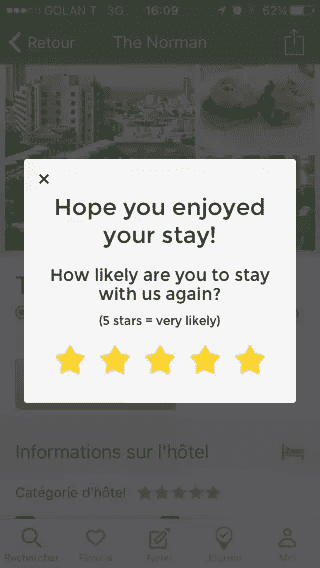 GOLAN T 3G 16:09 62%
Retour The Norman
×
Hope you enjoyed
your stay!
How likely are you to stay
with us again?
(5 stars = very likely)
Informations sur l'hôtel
Catégorie d'hôtel
Rechercher Favoris Noter Moi